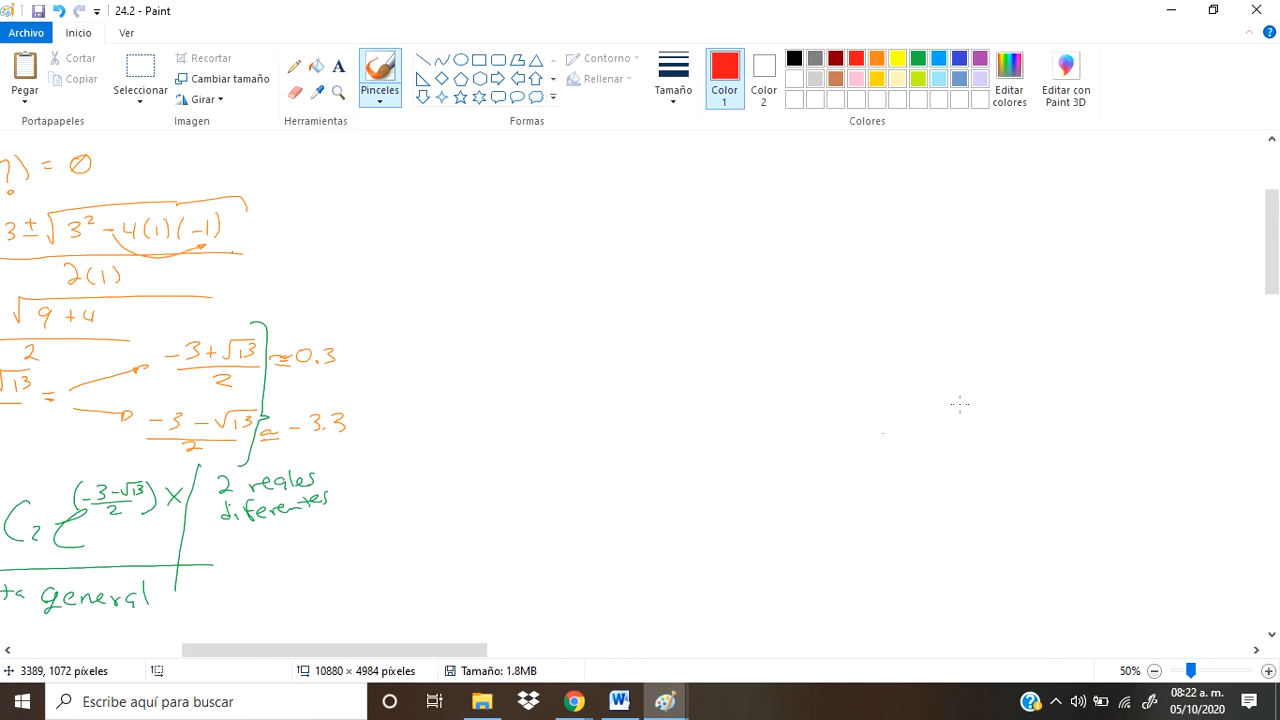 24.2 - Paint
Archivo Inicio Ver
Pegar
Cortar
Copiar
Portapapeles
Seleccionar
Recortar
Cambiar tamaño
Girar
Imagen
A
Herramientas
Pinceles
Contorno
Rellenar
Formas
Tamaño
Color 1
Color 2
Colores
Editar colores
Editar con Paint 3D
?) = 0
3 ± √3² - 4(1)(-1)
2(1)
√9 + 4
2
√13 =
-3+√13
2
≈ 0.3
-3 - √13
2
≈ - 3.3
C₂ e^(-3-√13/2)x
2 reales
diferentes
ta general
3389, 1072 píxeles
10880 × 4984 píxeles
Tamaño: 1.8MB
50%
Escribe aquí para buscar
08:22 a. m.
05/10/2020